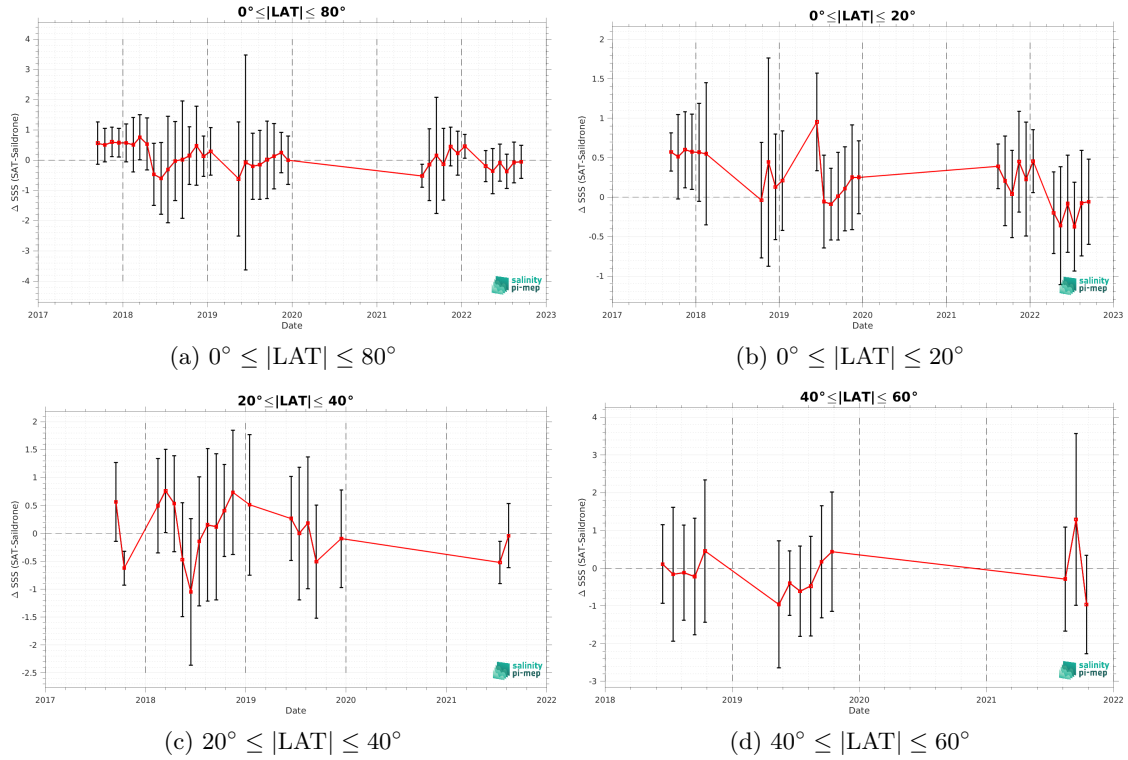 0°≤|LAT|≤ 80°
4
3
2
1
0
-1
-2
-3
-4
Δ SSS (SAT-Saildrone)
2017 2018 2019 2020 2021 2022 2023
Date
salinity
pi-mep
(a) 0° ≤ |LAT| ≤ 80°
0°≤|LAT|≤ 20°
2
1.5
1
0.5
0
-0.5
-1
Δ SSS (SAT-Saildrone)
2017 2018 2019 2020 2021 2022 2023
Date
salinity
pi-mep
(b) 0° ≤ |LAT| ≤ 20°
20°≤|LAT|≤ 40°
2
1.5
1
0.5
0
-0.5
-1
-1.5
-2
-2.5
Δ SSS (SAT-Saildrone)
2017 2018 2019 2020 2021 2022
Date
salinity
pi-mep
(c) 20° ≤ |LAT| ≤ 40°
40°≤|LAT|≤ 60°
4
3
2
1
0
-1
-2
-3
Δ SSS (SAT-Saildrone)
2018 2019 2020 2021 2022
Date
salinity
pi-mep
(d) 40° ≤ |LAT| ≤ 60°